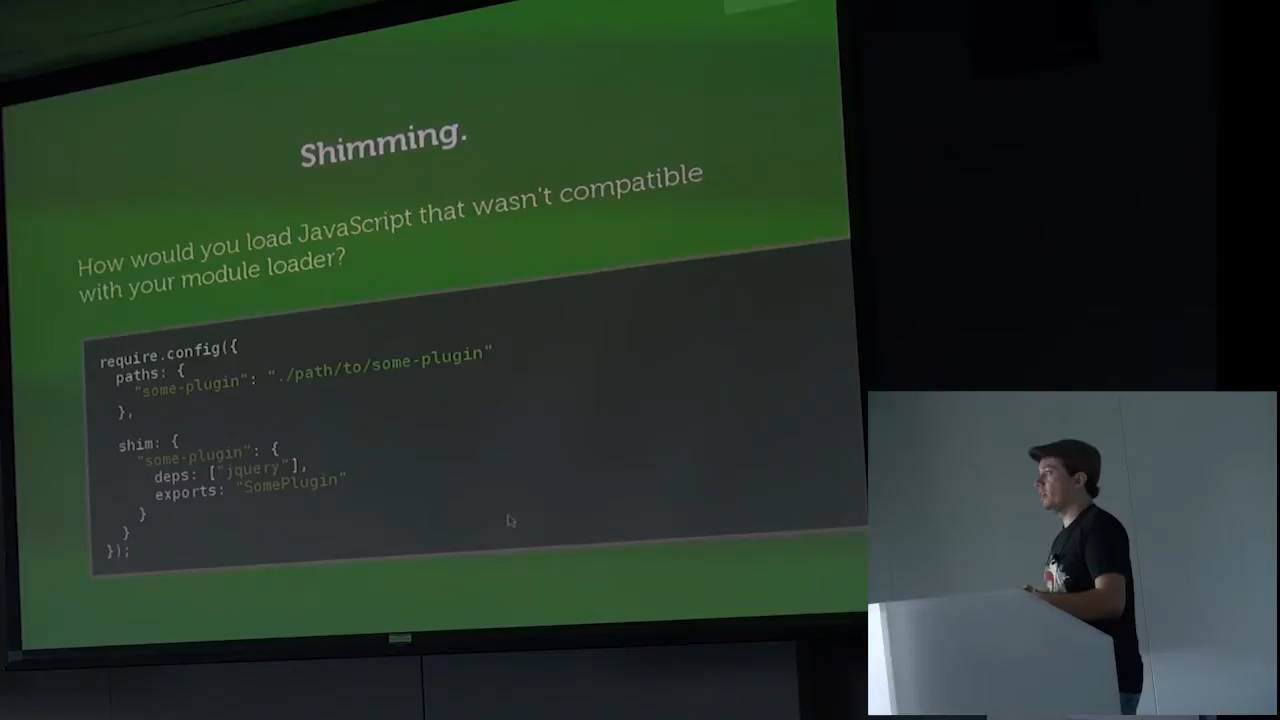 Shimming.
How would you load JavaScript that wasn't compatible
with your module loader?
require.config({
paths: {
"some-plugin": "./path/to/some-plugin"
},
shim: {
"some-plugin": {
deps: ["jquery"],
exports: "SomePlugin"
}
}
});